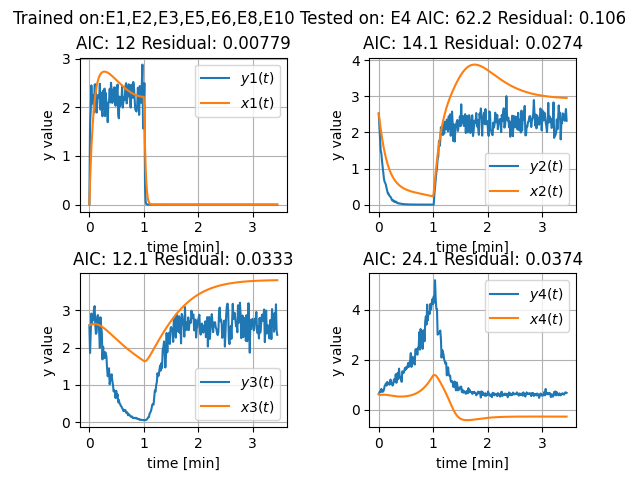 Trained on:E1,E2,E3,E5,E6,E8,E10 Tested on: E4 AIC: 62.2 Residual: 0.106
AIC: 12 Residual: 0.00779
3
2
1
0
y value
y1(t)
x1(t)
0 1 2 3
time [min]
AIC: 14.1 Residual: 0.0274
4
3
2
1
0
y value
y2(t)
x2(t)
0 1 2 3
time [min]
AIC: 12.1 Residual: 0.0333
3
2
1
0
y value
y3(t)
x3(t)
0 1 2 3
time [min]
AIC: 24.1 Residual: 0.0374
4
2
0
y value
y4(t)
x4(t)
0 1 2 3
time [min]